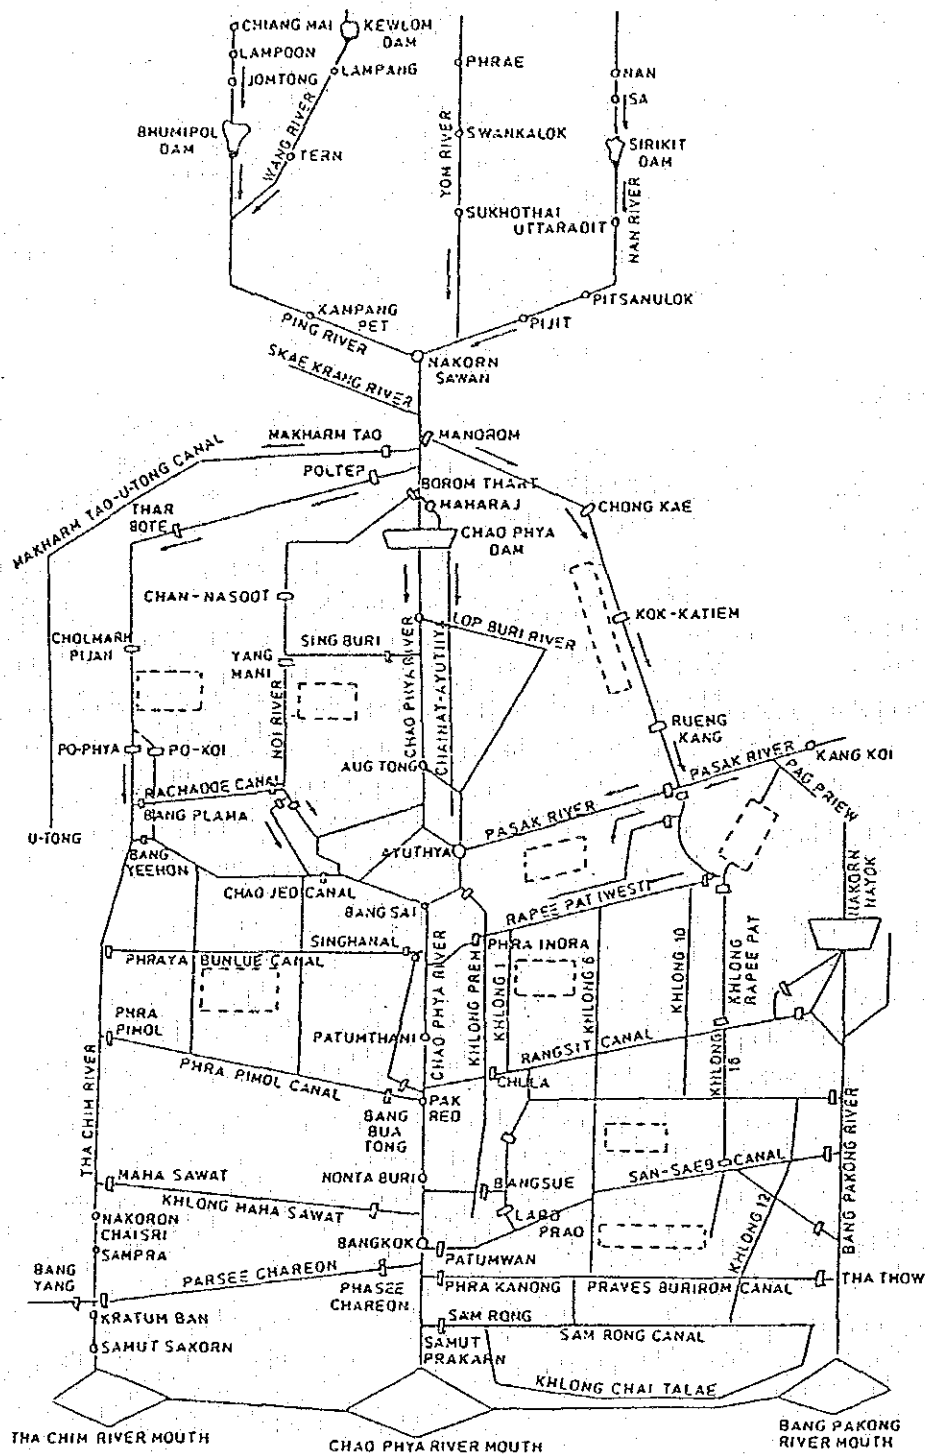 CHIANG MAI
KEWLOM
DAM
LAMPOON
JOMTONG
LAMPANG
PHRAE
NAN
SA
BHUMIPOL
DAM
WANG RIVER
TERN
SWANKALOK
YOM RIVER
SIRIKIT
DAM
SUKHOTHAI
UTTARADIT
NAN RIVER
KANPANG
PET
PING RIVER
PITSANULOK
PIJIT
NAKORN
SAWAN
SKAE KRANG RIVER
MAKHARM TAO
MANOROM
MAKHARM TAO-U-TONG CANAL
POLTEP
BOROM THART
MAHARAJ
THAR
BOTE
CHONG KAE
CHAO PHYA
DAM
CHAN-NASOOT
KOK-KATIEM
CHOLMARH
PIJAN
SING BURI
LOP BURI RIVER
YANG
MANI
NOI RIVER
CHAO PHYA RIVER
CHAINAT-AYUTHYA
RUENG
KANG
PO-PHYA
PO-KOI
AUG TONG
PASAK RIVER
KANG KOI
RACHADDE CANAL
BANG PLAMA
PAG PRIEW
U-TONG
BANG
YEEHON
PASAK RIVER
AYUTHYA
NAKORN
NAYOK
CHAO JED CANAL
BANG SAI
RAPEE PAT (WEST)
SINGHANAL
PHRAYA BUNLUE CANAL
PHRA INDRA
KHLONG PREM
KHLONG 1
KHLONG 6
KHLONG 10
KHLONG
RAPEE PAT
PHRA
PIMOL
PATUMTHANI
CHAO PHYA RIVER
RANGSIT CANAL
CHULA
KHLONG
16
PHRA PIMOL CANAL
BANG
BUA
TONG
PAK
RED
THA CHIM RIVER
BANG PAKONG RIVER
MAHA SAWAT
NONTA BURI
BANGSUE
SAN-SAEB CANAL
KHLONG MAHA SAWAT
LARD
PRAO
KHLONG 12
NAKORON
CHAISRI
SAMPRA
BANGKOK
PATUMWAN
BANG
YANG
PARSEE CHAREON
PHASEE
CHAREON
PHRA KANONG
PRAVES BURIROM CANAL
THA THOW
KRATUM BAN
SAM RONG
SAM RONG CANAL
SAMUT SAKORN
SAMUT
PRAKARN
KHLONG CHAI TALAE
THA CHIM RIVER MOUTH
CHAO PHYA RIVER MOUTH
BANG PAKONG
RIVER MOUTH